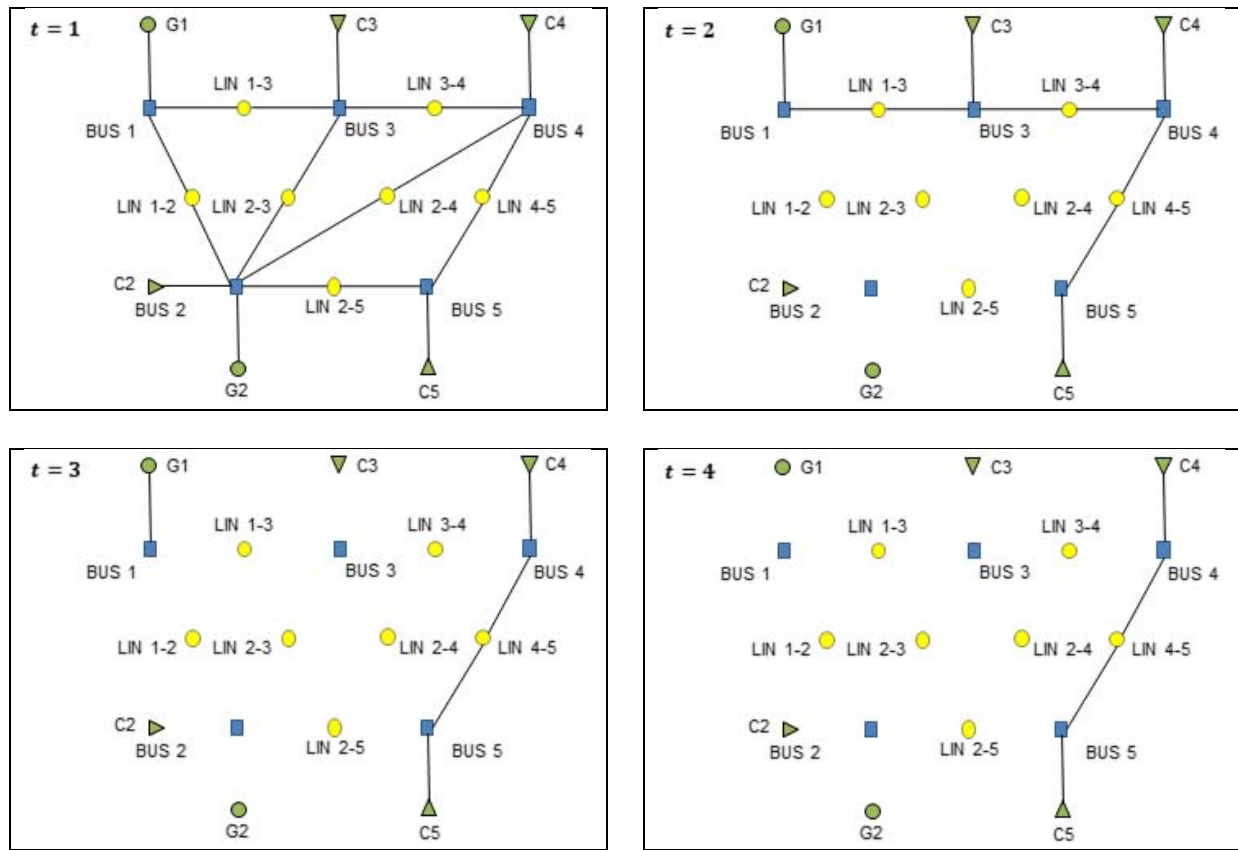 t = 1
G1
C3
C4
LIN 1-3
LIN 3-4
BUS 1
BUS 3
BUS 4
LIN 1-2
LIN 2-3
LIN 2-4
LIN 4-5
C2
BUS 2
LIN 2-5
BUS 5
G2
C5
t = 2
G1
C3
C4
LIN 1-3
LIN 3-4
BUS 1
BUS 3
BUS 4
LIN 1-2
LIN 2-3
LIN 2-4
LIN 4-5
C2
BUS 2
LIN 2-5
BUS 5
G2
C5
t = 3
G1
C3
C4
LIN 1-3
LIN 3-4
BUS 1
BUS 3
BUS 4
LIN 1-2
LIN 2-3
LIN 2-4
LIN 4-5
C2
BUS 2
LIN 2-5
BUS 5
G2
C5
t = 4
G1
C3
C4
LIN 1-3
LIN 3-4
BUS 1
BUS 3
BUS 4
LIN 1-2
LIN 2-3
LIN 2-4
LIN 4-5
C2
BUS 2
LIN 2-5
BUS 5
G2
C5